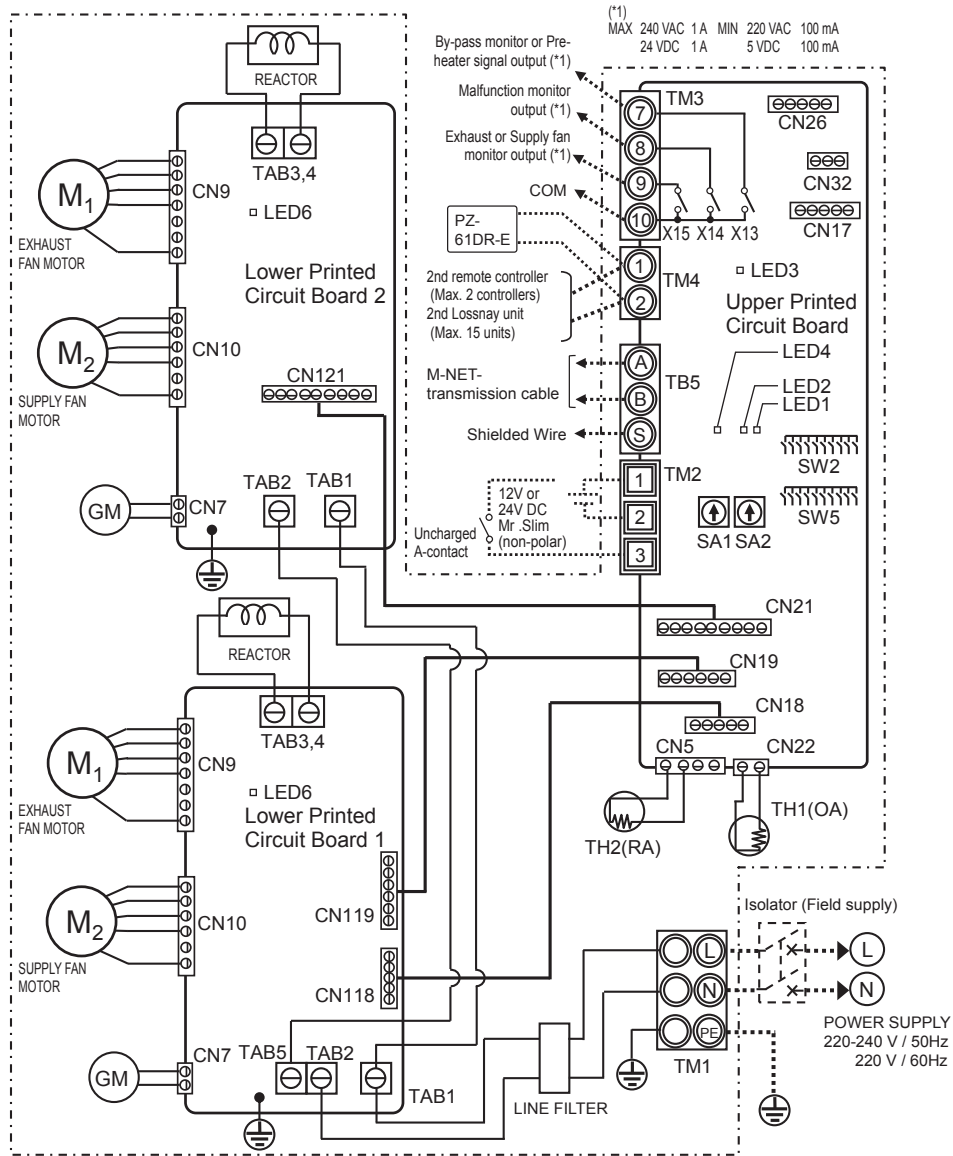 (*1)
MAX 240 VAC 1 A MIN 220 VAC 100 mA
24 VDC 1 A 5 VDC 100 mA
REACTOR
TAB3,4
M1
EXHAUST
FAN MOTOR
CN9
LED6
Lower Printed
Circuit Board 2
M2
SUPPLY FAN
MOTOR
CN10
CN121
TAB2
TAB1
GM
CN7
By-pass monitor or Pre-
heater signal output (*1)
Malfunction monitor
output (*1)
Exhaust or Supply fan
monitor output (*1)
COM
PZ-
61DR-E
2nd remote controller
(Max. 2 controllers)
2nd Lossnay unit
(Max. 15 units)
M-NET-
transmission cable
Shielded Wire
12V or
24V DC
Mr .Slim
(non-polar)
Uncharged
A-contact
7
8
9
10
TM3
X15 X14 X13
1
2
TM4
A
B
S
TB5
1
2
3
TM2
CN26
CN32
CN17
LED3
Upper Printed
Circuit Board
LED4
LED2
LED1
SW2
SW5
SA1 SA2
CN21
CN19
CN18
CN5
CN22
TH2(RA)
TH1(OA)
REACTOR
TAB3,4
M1
EXHAUST
FAN MOTOR
CN9
LED6
Lower Printed
Circuit Board 1
M2
SUPPLY FAN
MOTOR
CN10
CN119
CN118
GM
CN7
TAB5
TAB2
TAB1
LINE FILTER
L
N
PE
TM1
Isolator (Field supply)
L
N
POWER SUPPLY
220-240 V / 50Hz
220 V / 60Hz